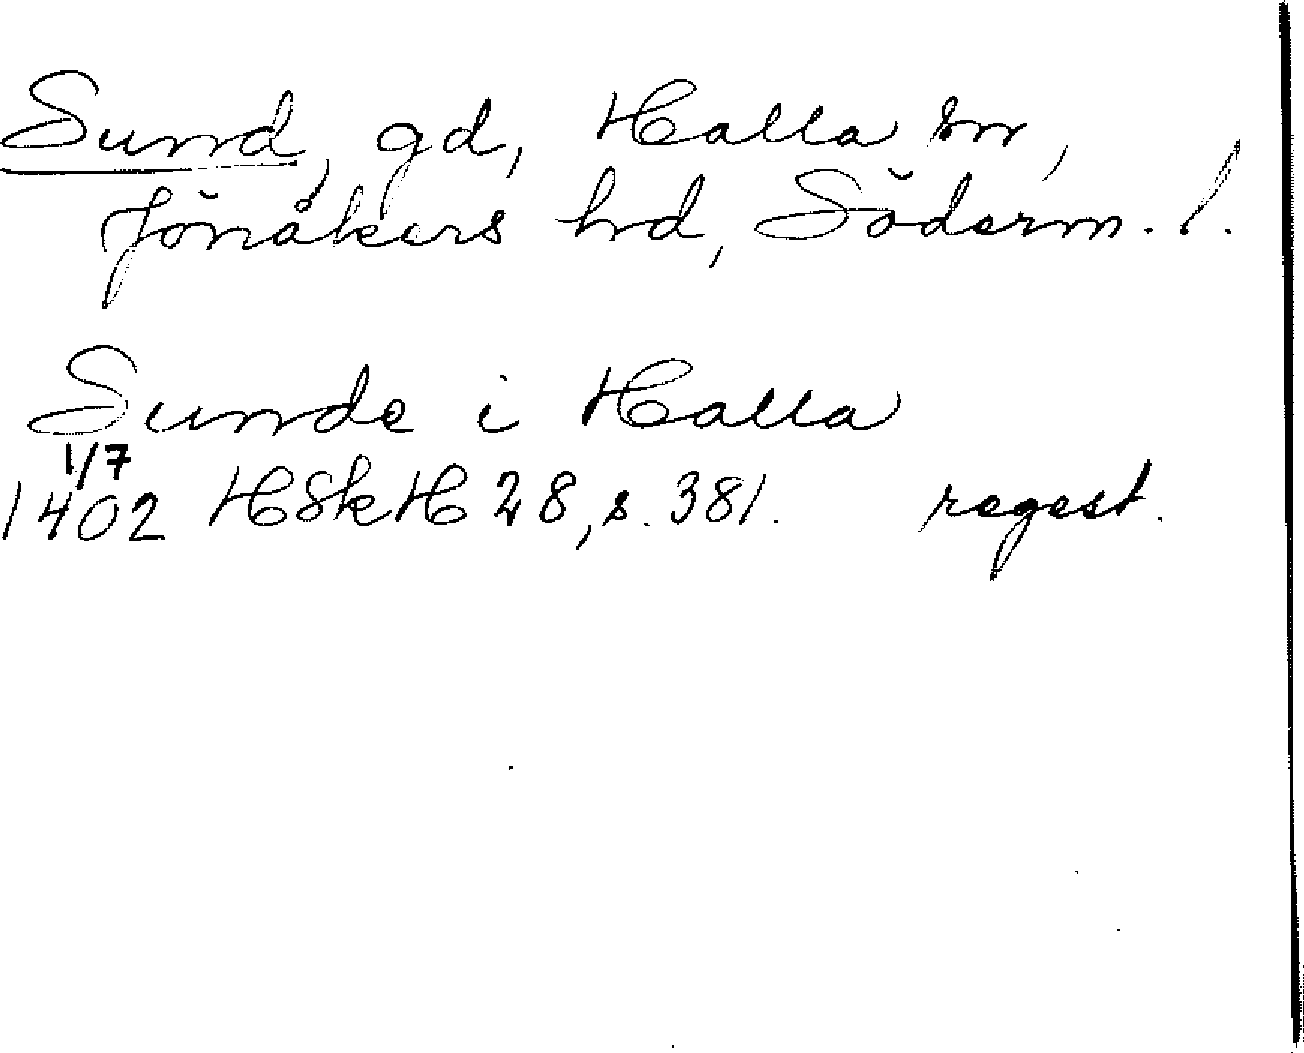 Sund, gd, Halla sn,
Jönåkers hd, Söderm. l.
Sunde i Halla
1/7
1402 HSkH 28, s. 381. regest.